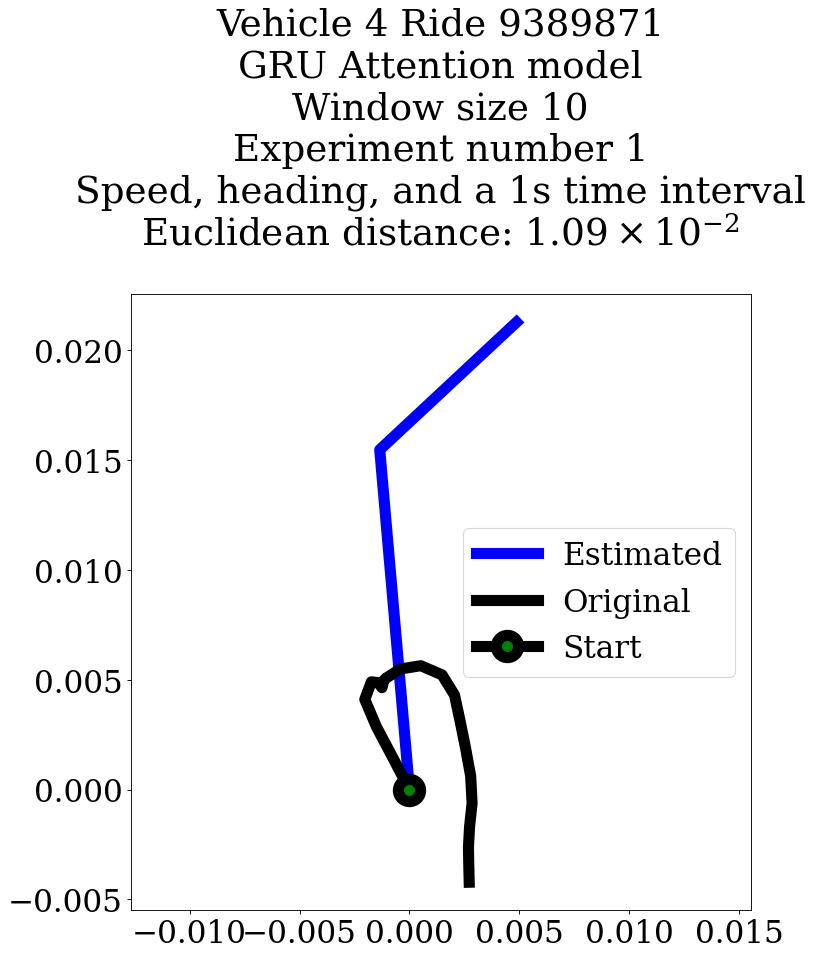 Vehicle 4 Ride 9389871
GRU Attention model
Window size 10
Experiment number 1
Speed, heading, and a 1s time interval
Euclidean distance: 1.09 × 10⁻²
0.020
0.015
0.010
0.005
0.000
−0.005
Estimated
Original
Start
−0.010 −0.005 0.000 0.005 0.010 0.015